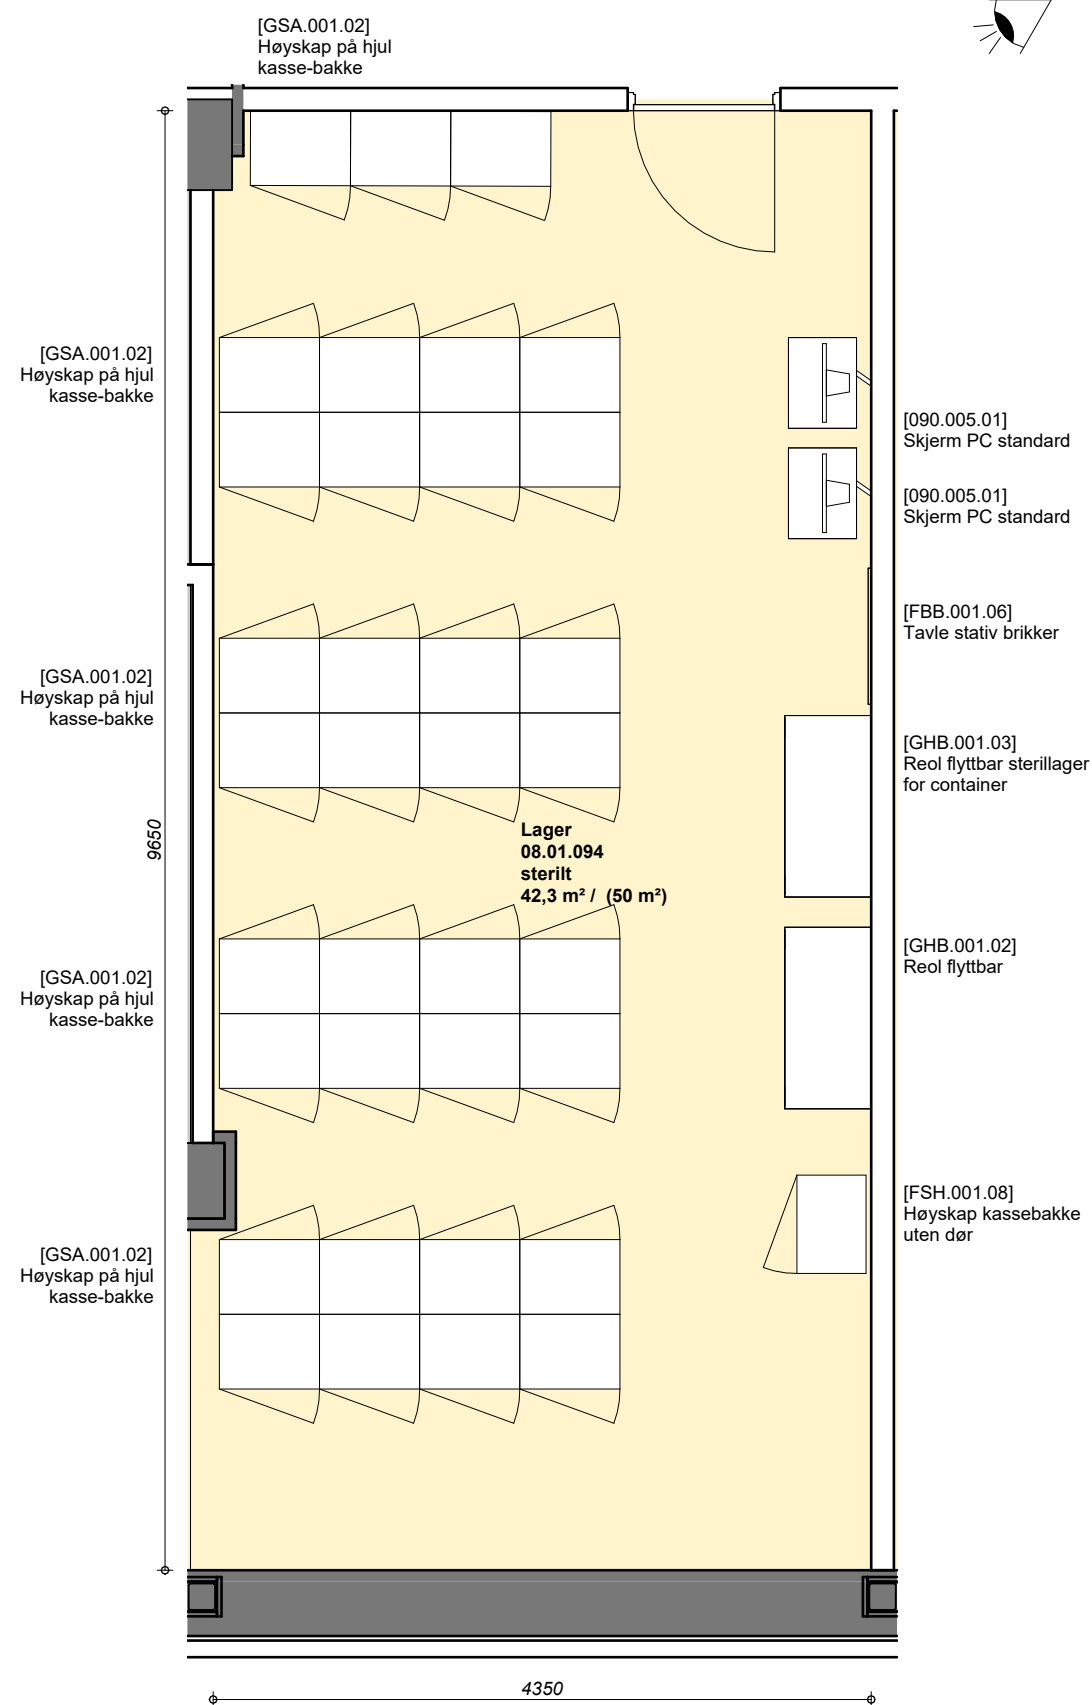 [GSA.001.02]
Høyskap på hjul
kasse-bakke
[GSA.001.02]
Høyskap på hjul
kasse-bakke
[090.005.01]
Skjerm PC standard
[090.005.01]
Skjerm PC standard
[FBB.001.06]
Tavle stativ brikker
[GSA.001.02]
Høyskap på hjul
kasse-bakke
[GHB.001.03]
Reol flyttbar sterillager
for container
9650
Lager
08.01.094
sterilt
42,3 m² / (50 m²)
[GHB.001.02]
Reol flyttbar
[GSA.001.02]
Høyskap på hjul
kasse-bakke
[FSH.001.08]
Høyskap kassebakke
uten dør
[GSA.001.02]
Høyskap på hjul
kasse-bakke
4350